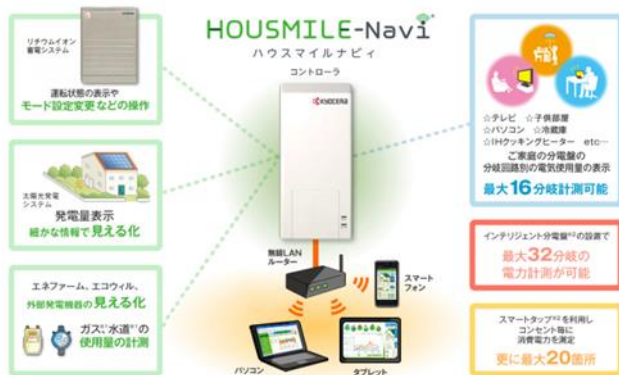 HOUSMILE-Navi
ハウスマイルナビィ
コントローラ
KYOCERA
リチウムイオン
蓄電システム
運転状態の表示や
モード設定変更などの操作
太陽光発電
システム
発電量表示
細かな情報で見える化
エネファーム、エコウィル、
外部発電機器の見える化
ガス※1水道※1の
使用量の計測
無線LAN
ルーター
スマート
フォン
パソコン
タブレット
☆テレビ ☆子供部屋
☆パソコン ☆冷蔵庫
☆IHクッキングヒーター etc…
ご家庭の分電盤の
分岐回路別の電気使用量の表示
最大16分岐計測可能
インテリジェント分電盤※2の設置で
最大32分岐の
電力計測が可能
スマートタップ※2を利用し
コンセント毎に
消費電力を測定
更に最大20箇所